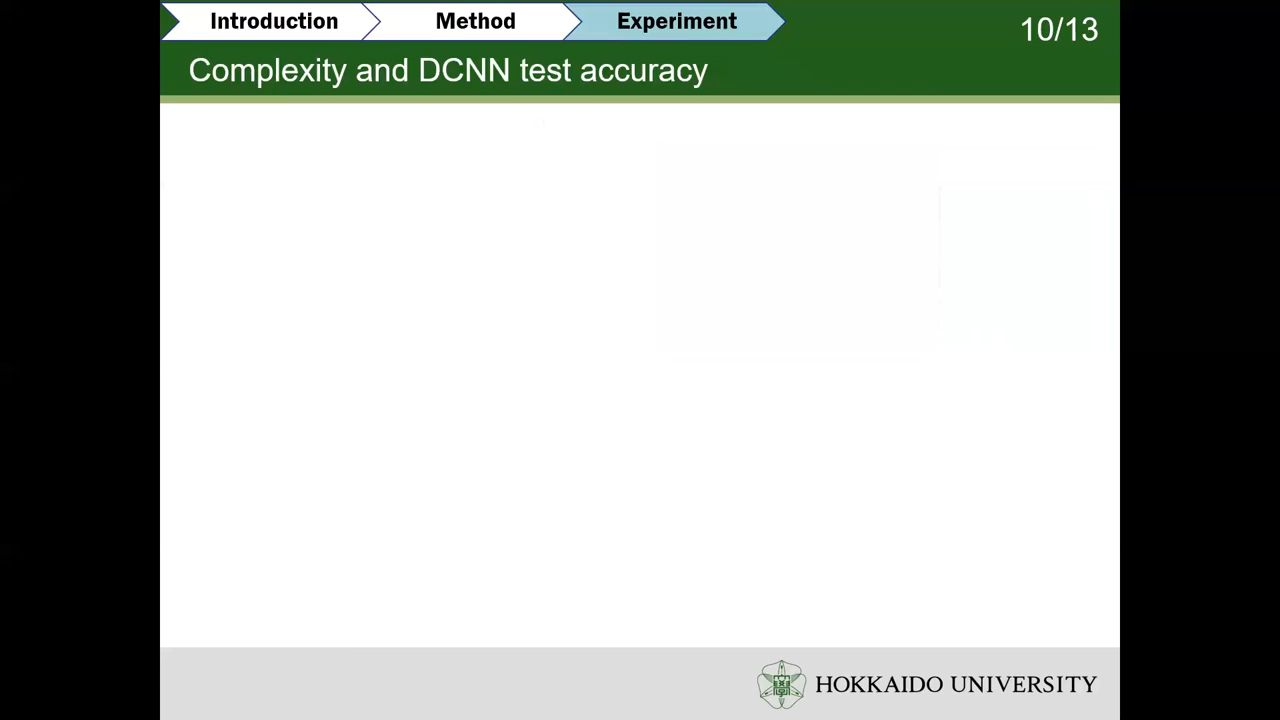 Introduction
Method
Experiment
10/13
Complexity and DCNN test accuracy
HOKKAIDO UNIVERSITY